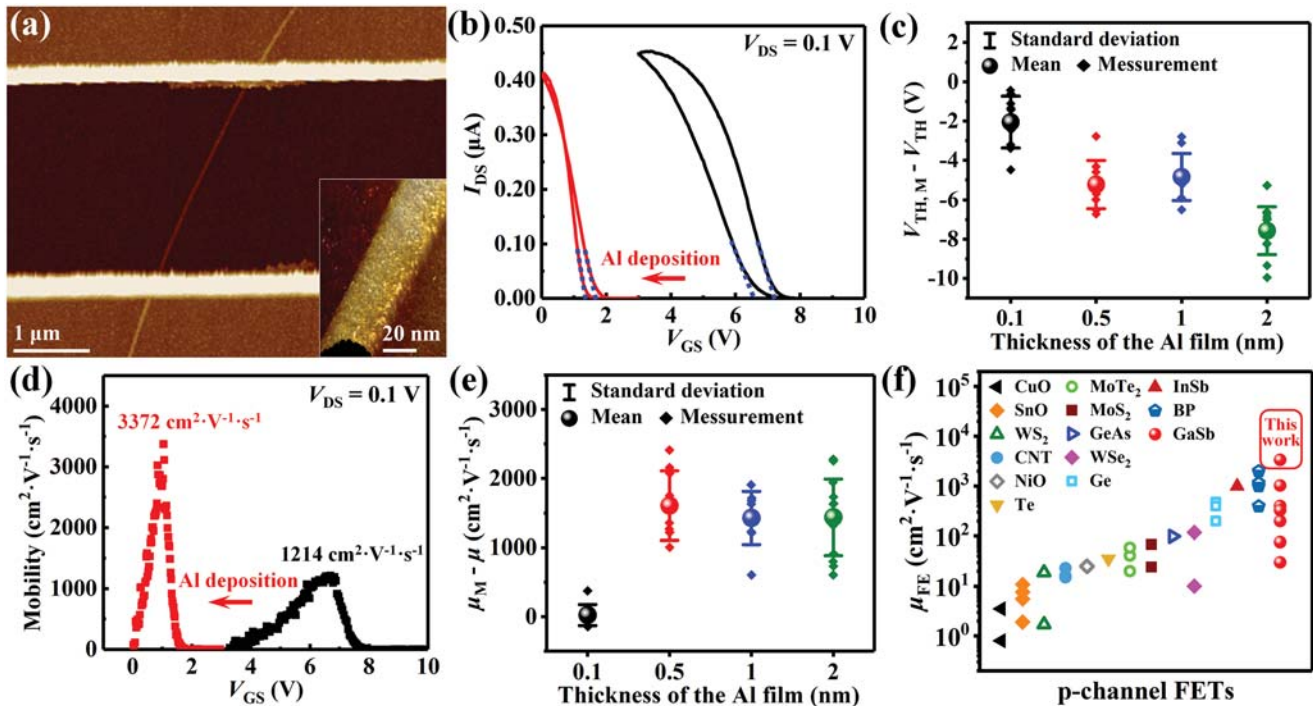 (a)
1 μm
20 nm
(b)
V_DS = 0.1 V
0.50
0.40
0.30
0.20
0.10
0.00
I_DS (μA)
Al deposition
0
2
4
6
8
10
V_GS (V)
(c)
Standard deviation
Mean
Messurement
2
0
-2
-4
-6
-8
-10
V_TH, M - V_TH (V)
0.1
0.5
1
2
Thickness of the Al film (nm)
(d)
V_DS = 0.1 V
4000
3000
2000
1000
0
Mobility (cm²·V⁻¹·s⁻¹)
3372 cm²·V⁻¹·s⁻¹
1214 cm²·V⁻¹·s⁻¹
Al deposition
0
2
4
6
8
10
V_GS (V)
(e)
Standard deviation
Mean
Messurement
3000
2000
1000
0
μ_M - μ (cm²·V⁻¹·s⁻¹)
0.1
0.5
1
2
Thickness of the Al film (nm)
(f)
10⁵
10⁴
10³
10²
10¹
10⁰
μ_FE (cm²·V⁻¹·s⁻¹)
CuO
SnO
WS₂
CNT
NiO
Te
MoTe₂
MoS₂
GeAs
WSe₂
Ge
InSb
BP
GaSb
This
work
p-channel FETs